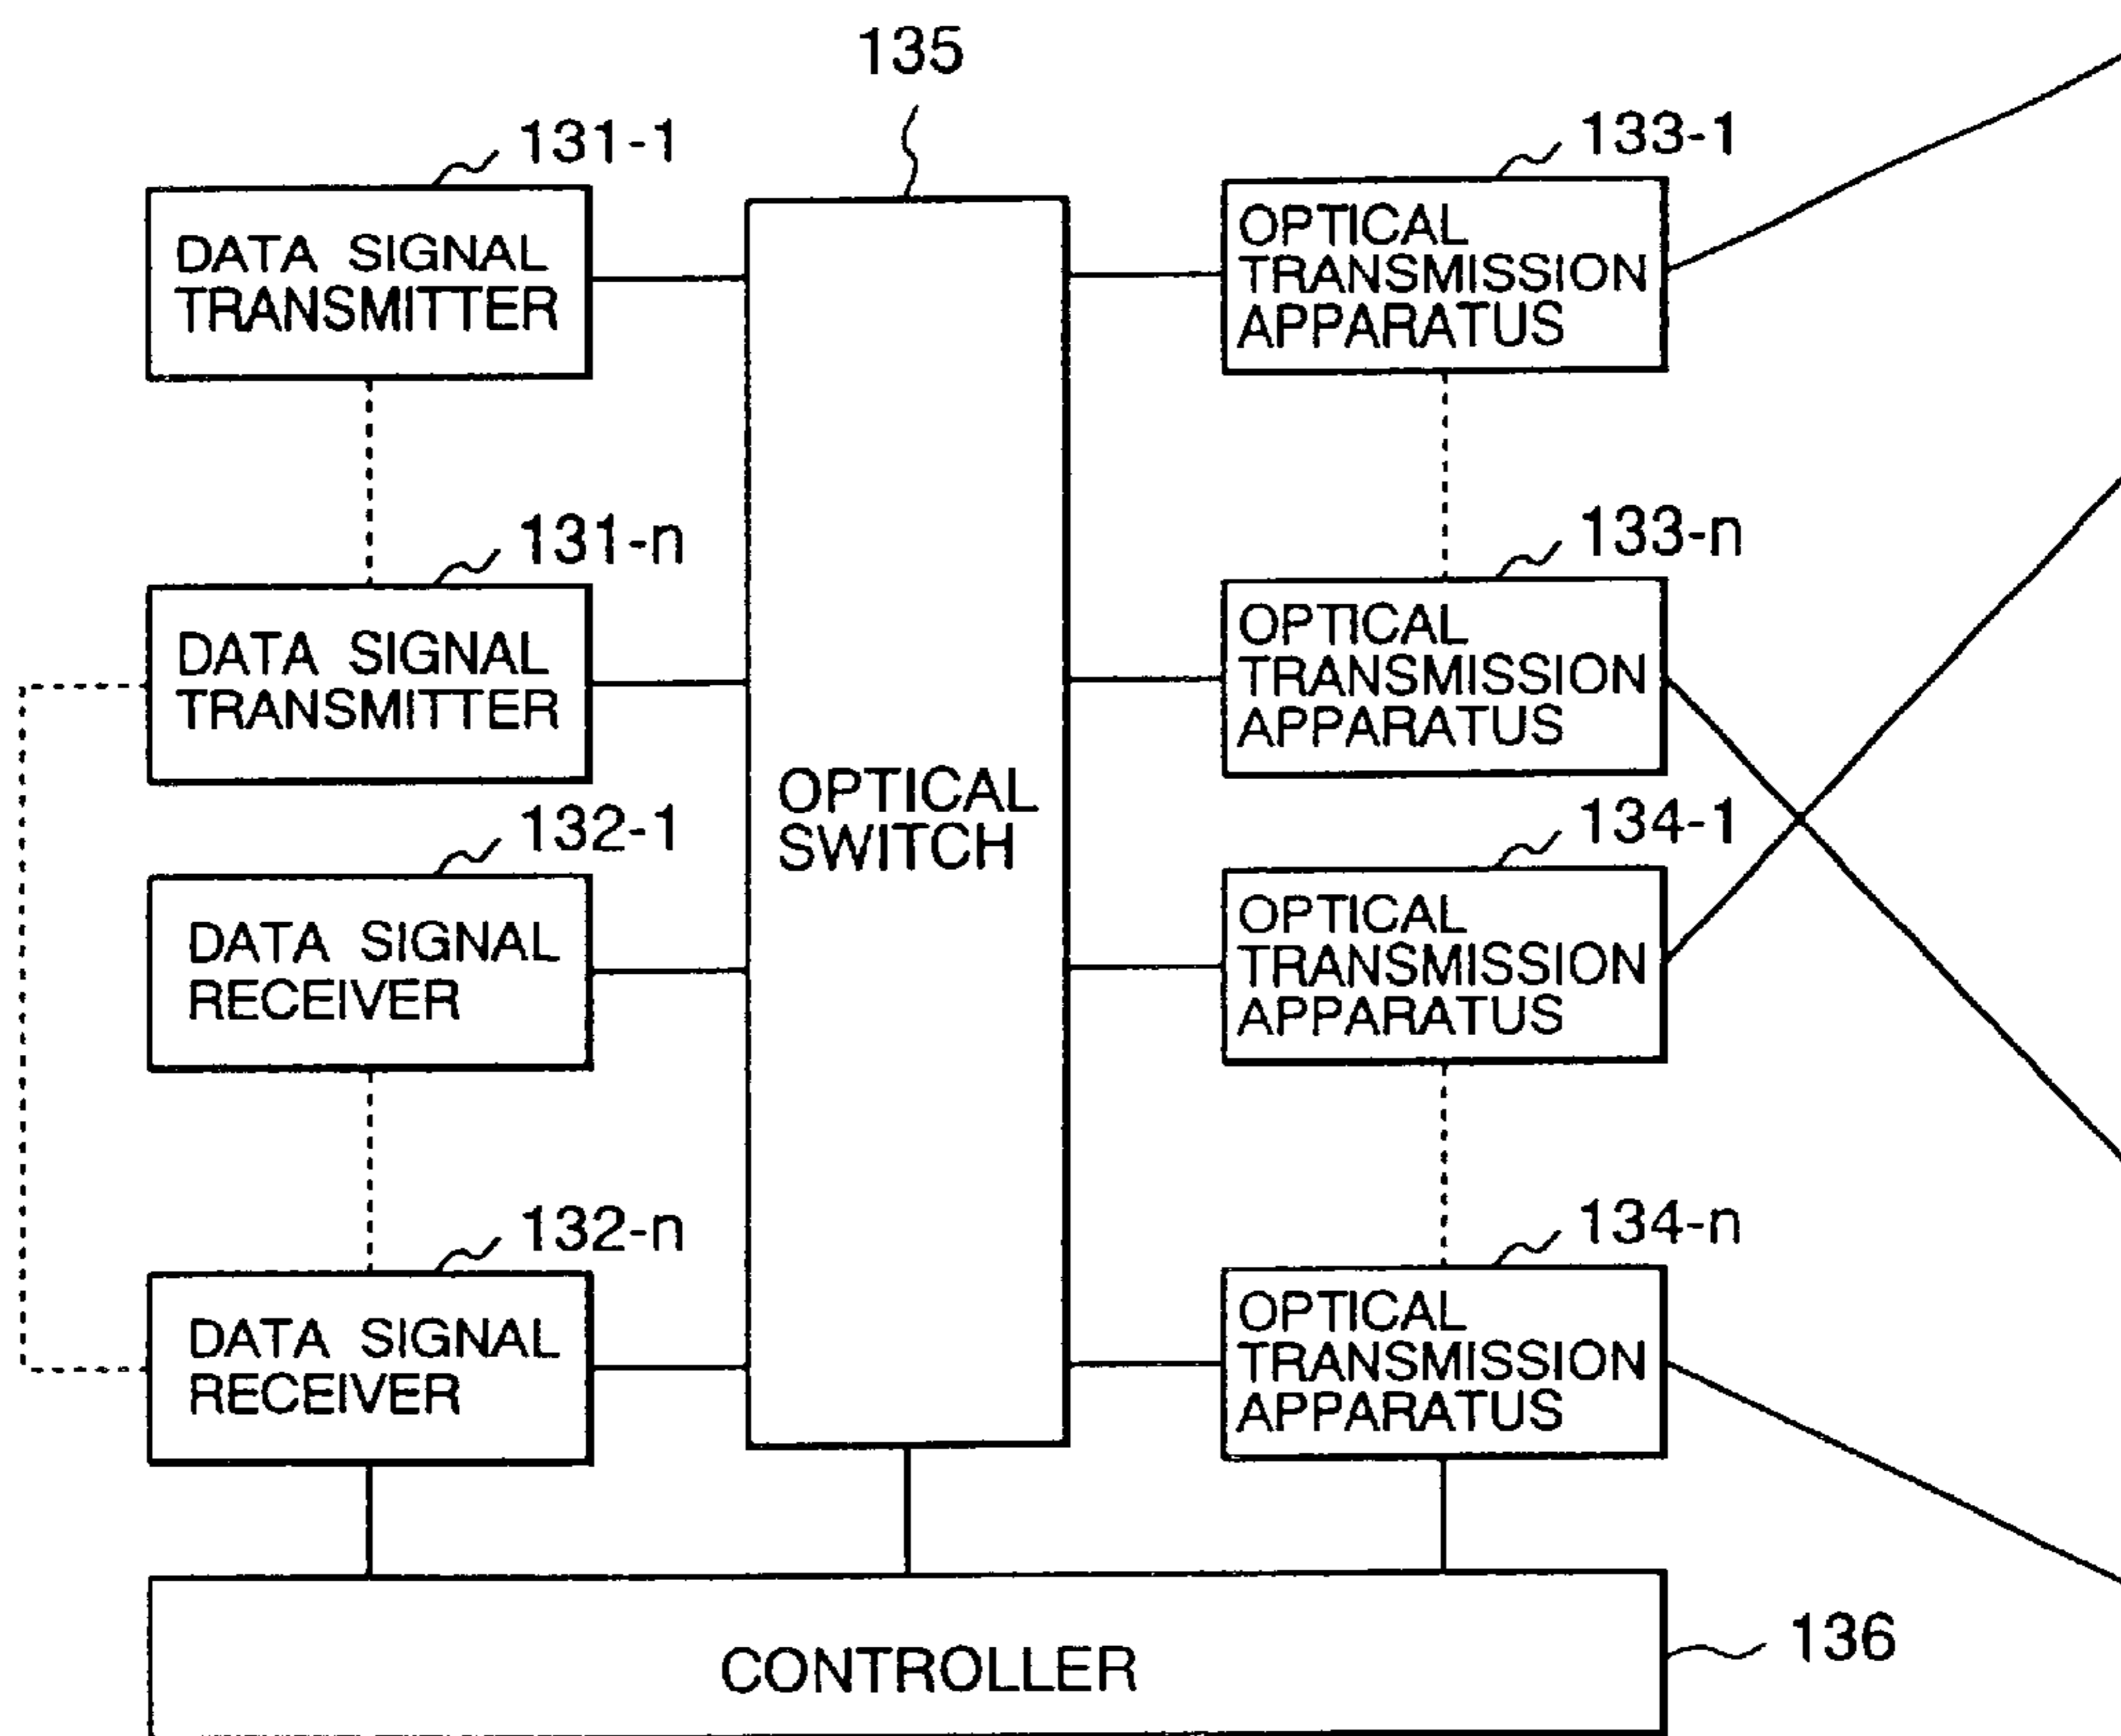 135
131-1
133-1
DATA SIGNAL
TRANSMITTER
OPTICAL
TRANSMISSION
APPARATUS
131-n
133-n
DATA SIGNAL
TRANSMITTER
OPTICAL
TRANSMISSION
APPARATUS
OPTICAL
SWITCH
132-1
134-1
DATA SIGNAL
RECEIVER
OPTICAL
TRANSMISSION
APPARATUS
132-n
134-n
DATA SIGNAL
RECEIVER
OPTICAL
TRANSMISSION
APPARATUS
CONTROLLER
136